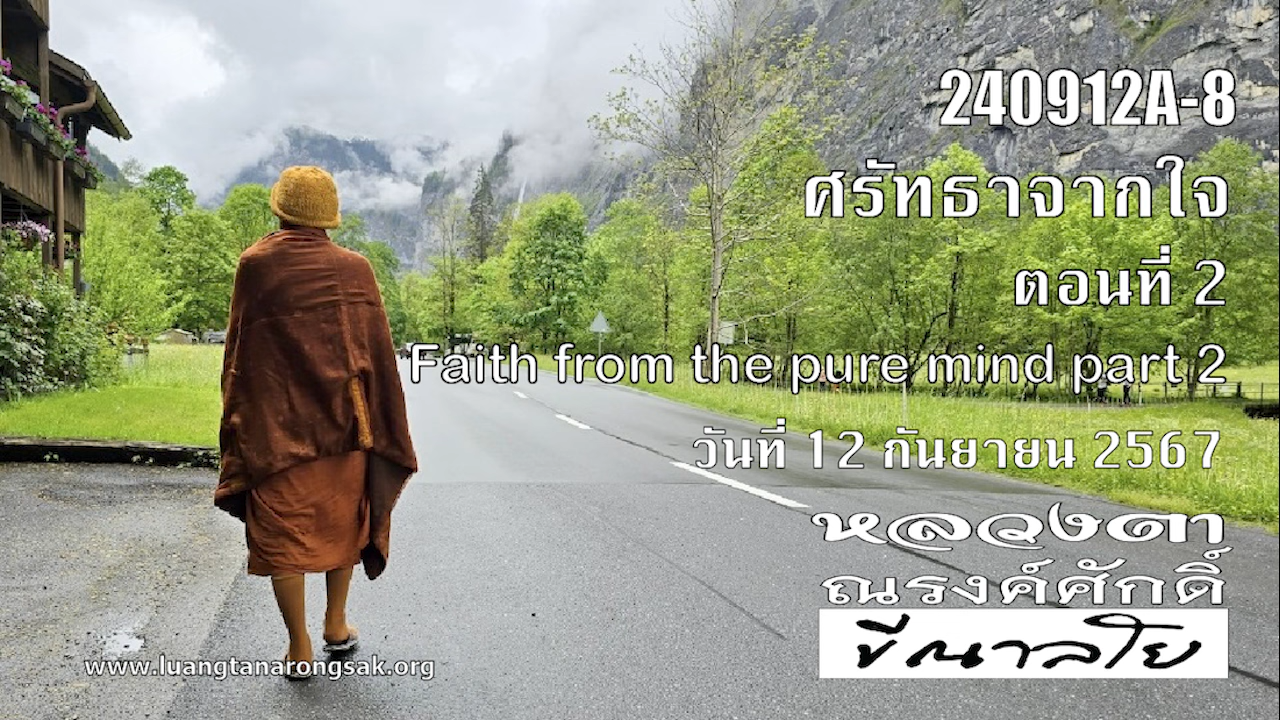 240912A-8
ศรัทธาจากใจ
ตอนที่ 2
Faith from the pure mind part 2
วันที่ 12 กันยายน 2567
หลวงตา
ณรงค์ศักดิ์
ขีณาลโย
www.luangtanarongsak.org